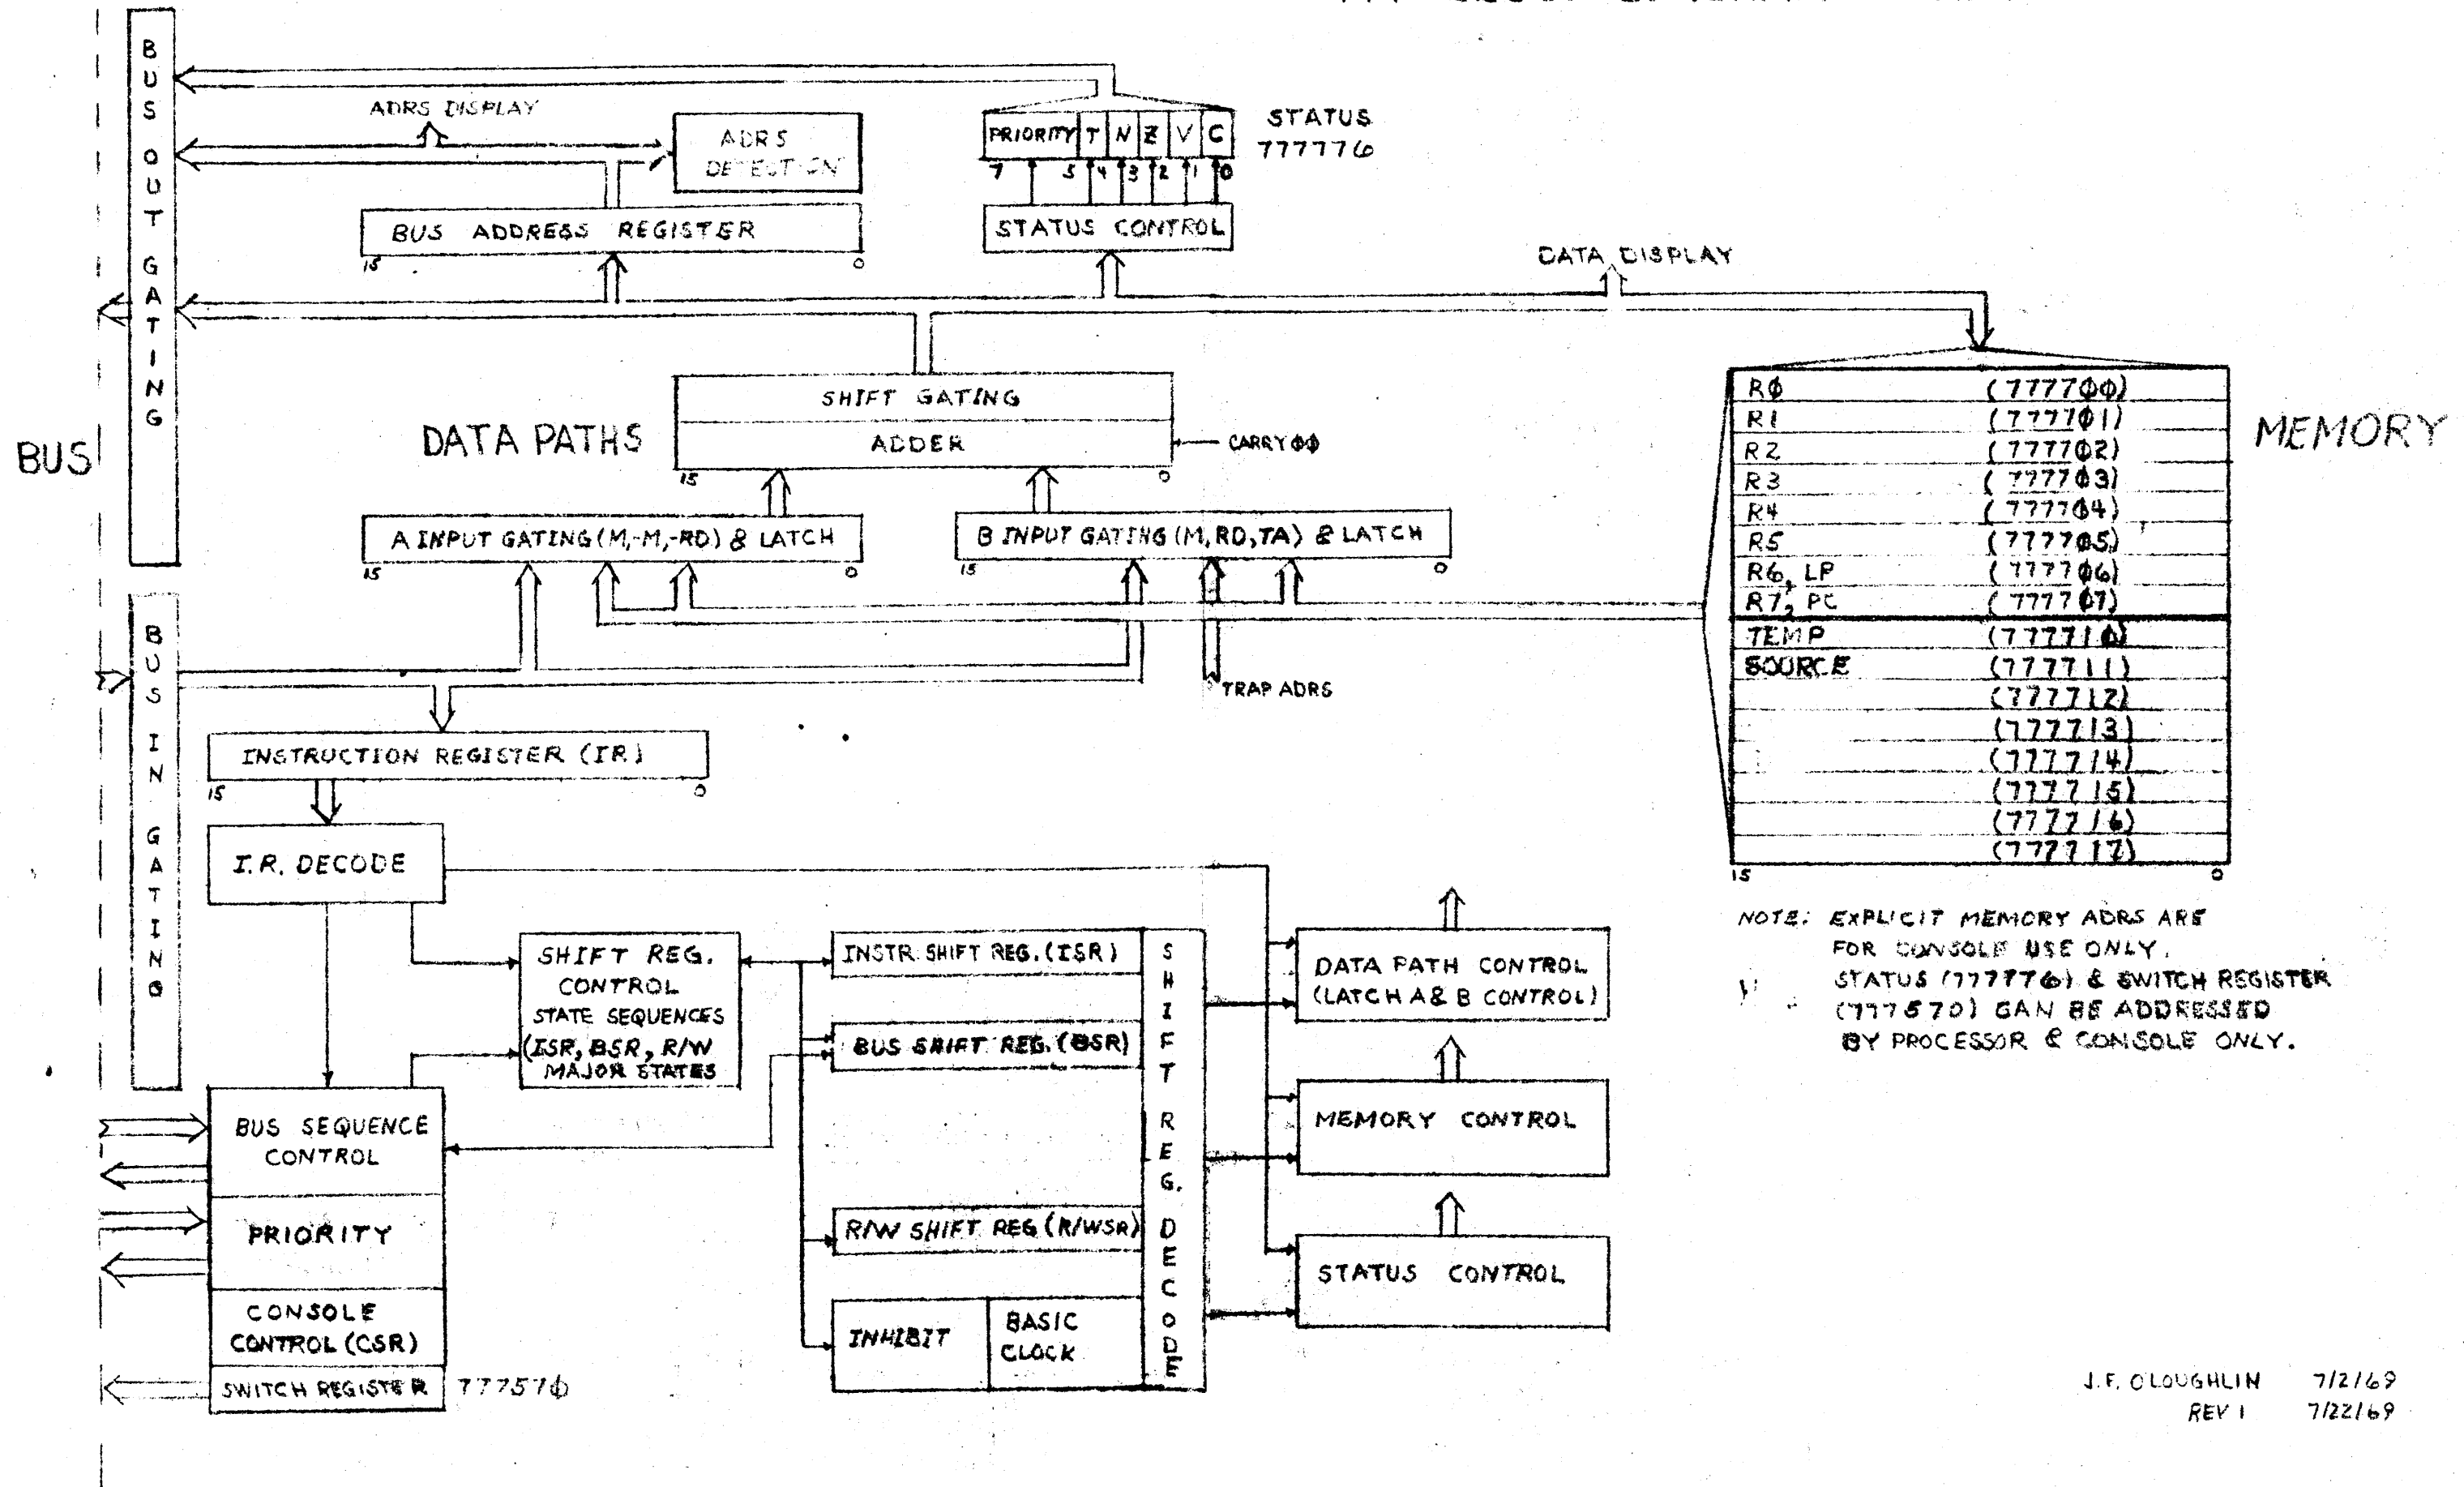 BUS OUT GATING
ADRS DISPLAY
ADRS
DETECTION
PRIORITY T N Z V C
7 5 4 3 2 1 0
STATUS
777776
BUS ADDRESS REGISTER
15 0
STATUS CONTROL
DATA DISPLAY
SHIFT GATING
ADDER
15 0
CARRY 00
DATA PATHS
BUS
A INPUT GATING (M,-M,-RD) & LATCH
15 0
B INPUT GATING (M,RD,TA) & LATCH
15 0
TRAP ADRS
MEMORY
RØ (7777ØØ)
R1 (7777Ø1)
R2 (7777Ø2)
R3 (7777Ø3)
R4 (7777Ø4)
R5 (7777Ø5)
R6, LP (7777Ø6)
R7, PC (7777Ø7)
TEMP (77771Ø)
SOURCE (777711)
(777712)
(777713)
(777714)
(777715)
(777716)
(777717)
15 0
NOTE: EXPLICIT MEMORY ADRS ARE
FOR CONSOLE USE ONLY.
STATUS (777776) & SWITCH REGISTER
(777570) CAN BE ADDRESSED
BY PROCESSOR & CONSOLE ONLY.
BUS IN GATING
INSTRUCTION REGISTER (IR)
15 0
I.R. DECODE
SHIFT REG.
CONTROL
STATE SEQUENCES
(ISR, BSR, R/W
MAJOR STATES
INSTR. SHIFT REG. (ISR)
BUS SHIFT REG. (BSR)
R/W SHIFT REG (R/WSR)
INHIBIT
BASIC
CLOCK
SHIFT REG. DECODE
DATA PATH CONTROL
(LATCH A & B CONTROL)
MEMORY CONTROL
STATUS CONTROL
BUS SEQUENCE
CONTROL
PRIORITY
CONSOLE
CONTROL (CSR)
SWITCH REGISTER 77757Ø
J.F. O'LOUGHLIN 7/2/69
REV 1 7/22/69